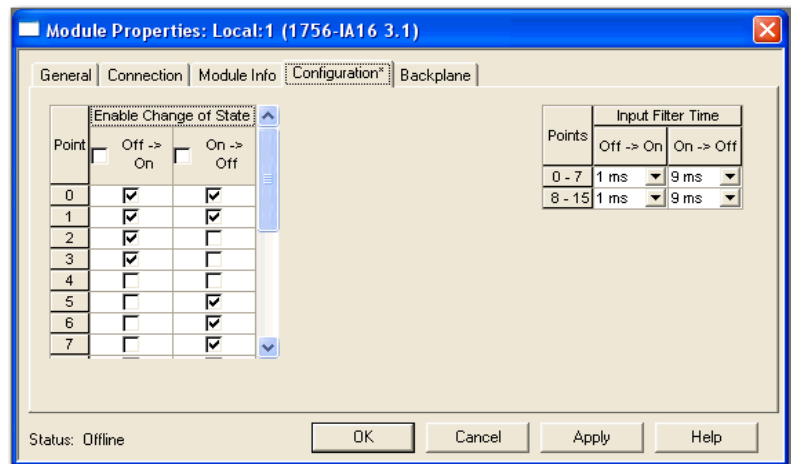 Module Properties: Local:1 (1756-IA16 3.1)
General Connection Module Info Configuration* Backplane
Enable Change of State
Point Off -> On On -> Off
0
1
2
3
4
5
6
7
Input Filter Time
Points Off -> On On -> Off
0 - 7 1 ms 9 ms
8 - 15 1 ms 9 ms
Status: Offline OK Cancel Apply Help